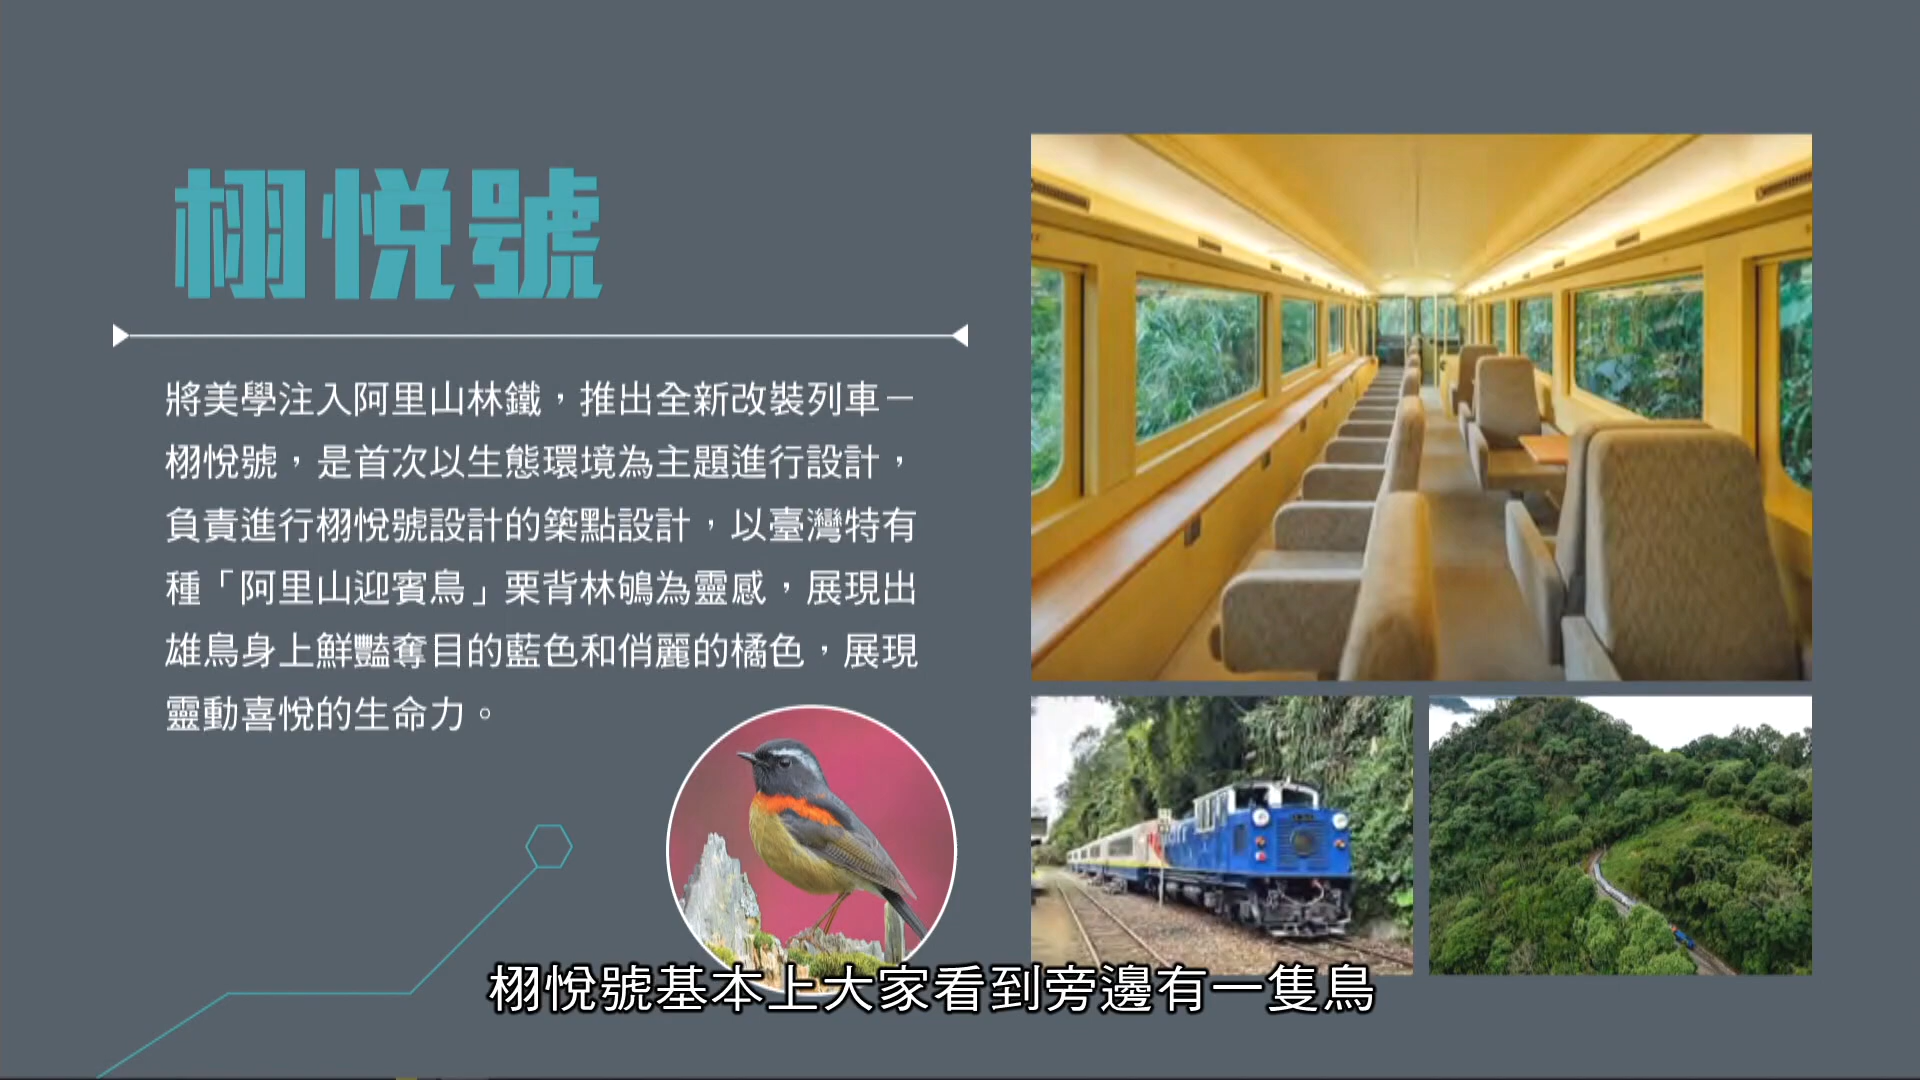 栩悅號
將美學注入阿里山林鐵，推出全新改裝列車－
栩悅號，是首次以生態環境為主題進行設計，
負責進行栩悅號設計的築點設計，以臺灣特有
種「阿里山迎賓鳥」栗背林鴝為靈感，展現出
雄鳥身上鮮豔奪目的藍色和俏麗的橘色，展現
靈動喜悅的生命力。
栩悅號基本上大家看到旁邊有一隻鳥